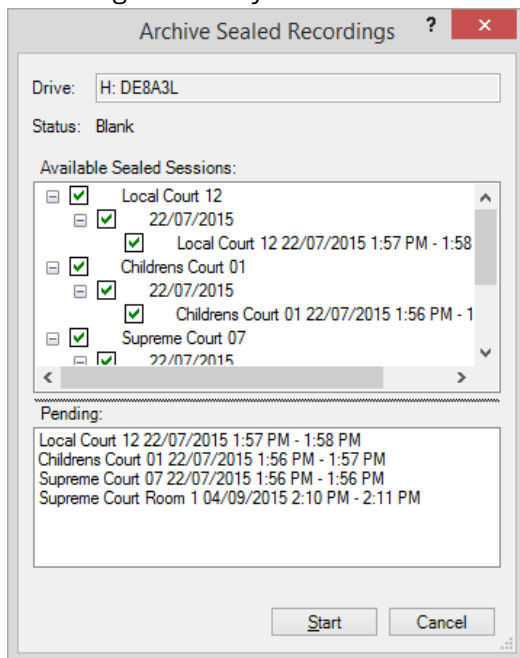 Archive Sealed Recordings ? ×
Drive: H: DE8A3L
Status: Blank
Available Sealed Sessions:
Local Court 12
22/07/2015
Local Court 12 22/07/2015 1:57 PM - 1:58
Childrens Court 01
22/07/2015
Childrens Court 01 22/07/2015 1:56 PM - 1
Supreme Court 07
22/07/2015
Pending:
Local Court 12 22/07/2015 1:57 PM - 1:58 PM
Childrens Court 01 22/07/2015 1:56 PM - 1:57 PM
Supreme Court 07 22/07/2015 1:56 PM - 1:56 PM
Supreme Court Room 1 04/09/2015 2:10 PM - 2:11 PM
Start Cancel